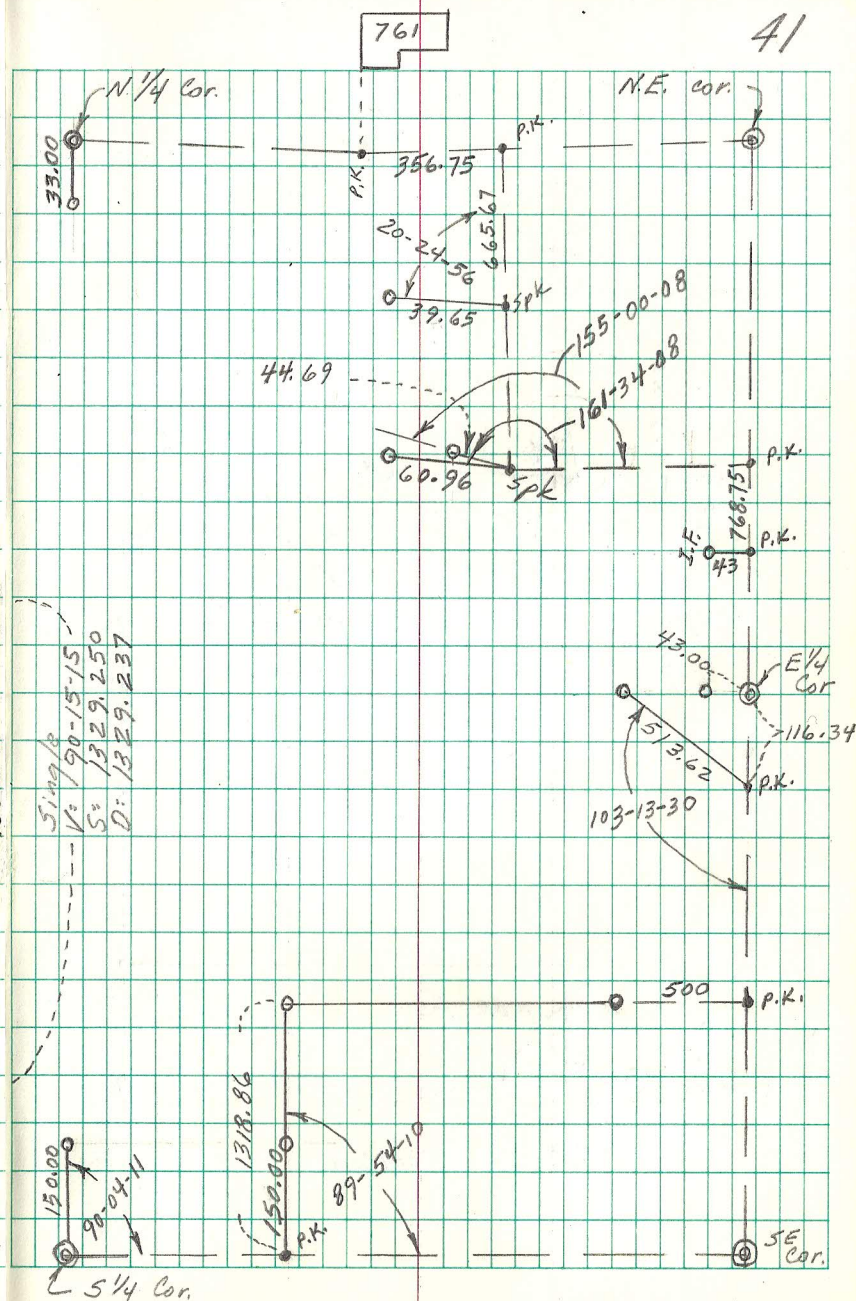 761
41
N. 1/4 Cor.
N.E. cor.
P.K.
33.00
356.75
P.K.
665.67
20-24-56
Spk
39.65
155-00-08
161-34-08
44.69
60.96
Spk
P.K.
768.75
I.F.
43
P.K.
Single
V= 190-15-15
S= 1329.250
D: 1329.237
43.00
E 1/4
Cor
116.34
513.62
P.K.
103-13-30
500
P.K.
1318.86
150.00
89-54-10
150.00
90-04-11
P.K.
SE
Cor.
S 1/4 Cor.